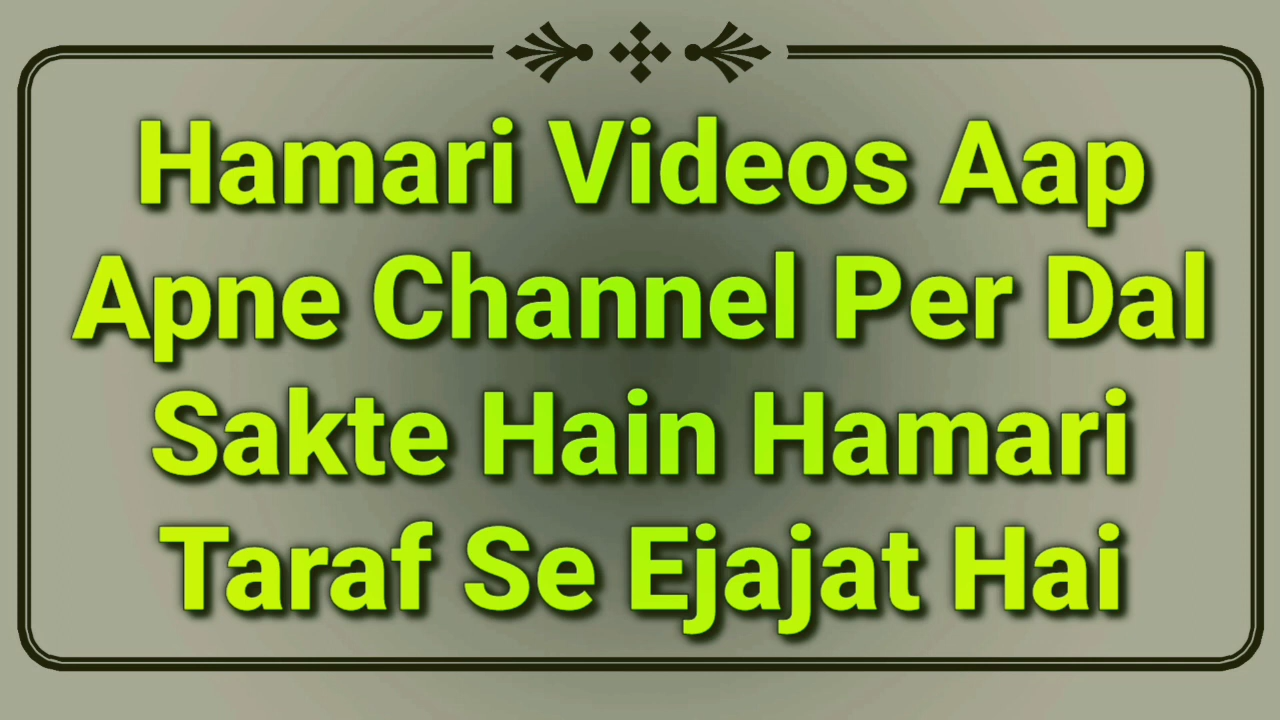 Hamari Videos Aap
Apne Channel Per Dal
Sakte Hain Hamari
Taraf Se Ejajat Hai